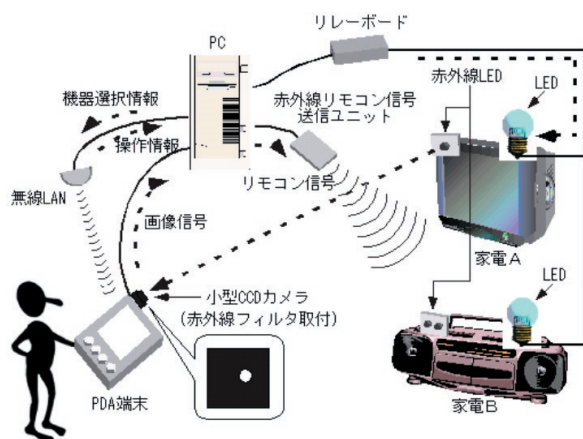 リレーボード
PC
赤外線LED
LED
機器選択情報
赤外線リモコン信号
送信ユニット
操作情報
リモコン信号
無線LAN
画像信号
家電A
LED
小型CCDカメラ
(赤外線フィルタ取付)
PDA端末
家電B